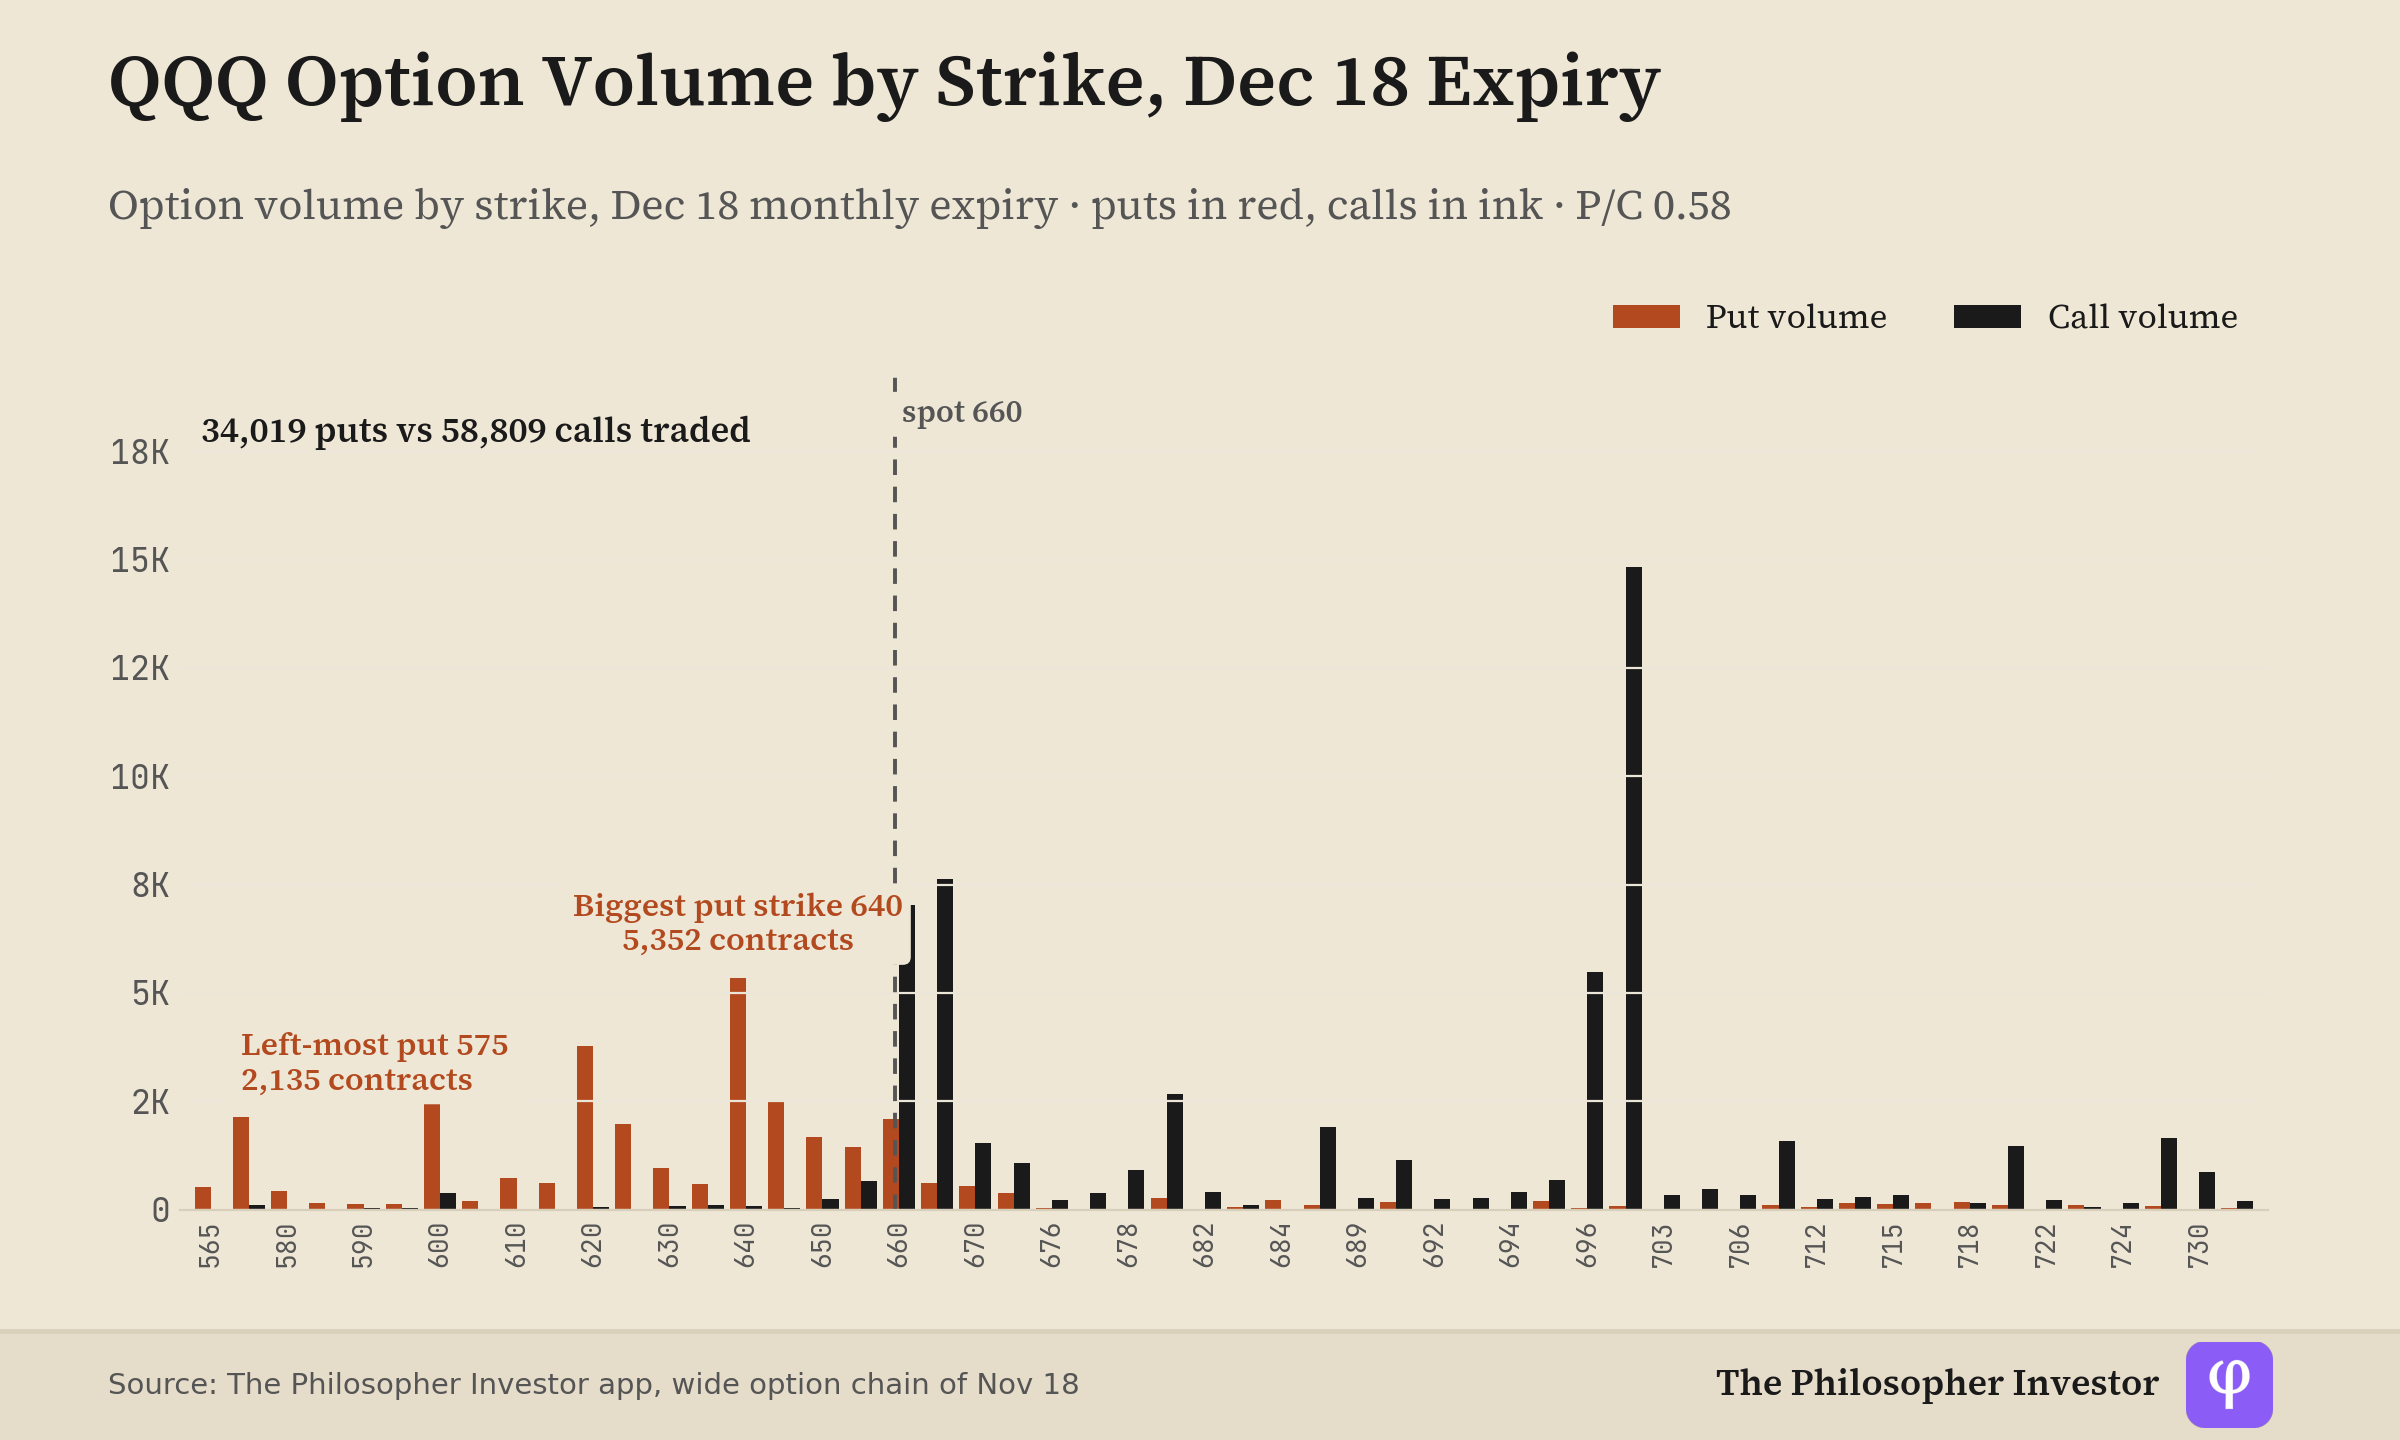 QQQ Option Volume by Strike, Dec 18 Expiry
Option volume by strike, Dec 18 monthly expiry · puts in red, calls in ink · P/C 0.58
Put volume
Call volume
spot 660
34,019 puts vs 58,809 calls traded
18K
15K
12K
10K
8K
5K
2K
0
Biggest put strike 640
5,352 contracts
Left-most put 575
2,135 contracts
565
580
590
600
610
620
630
640
650
660
670
676
678
682
684
689
692
694
696
703
706
712
715
718
722
724
730
Source: The Philosopher Investor app, wide option chain of Nov 18
The Philosopher Investor
φ